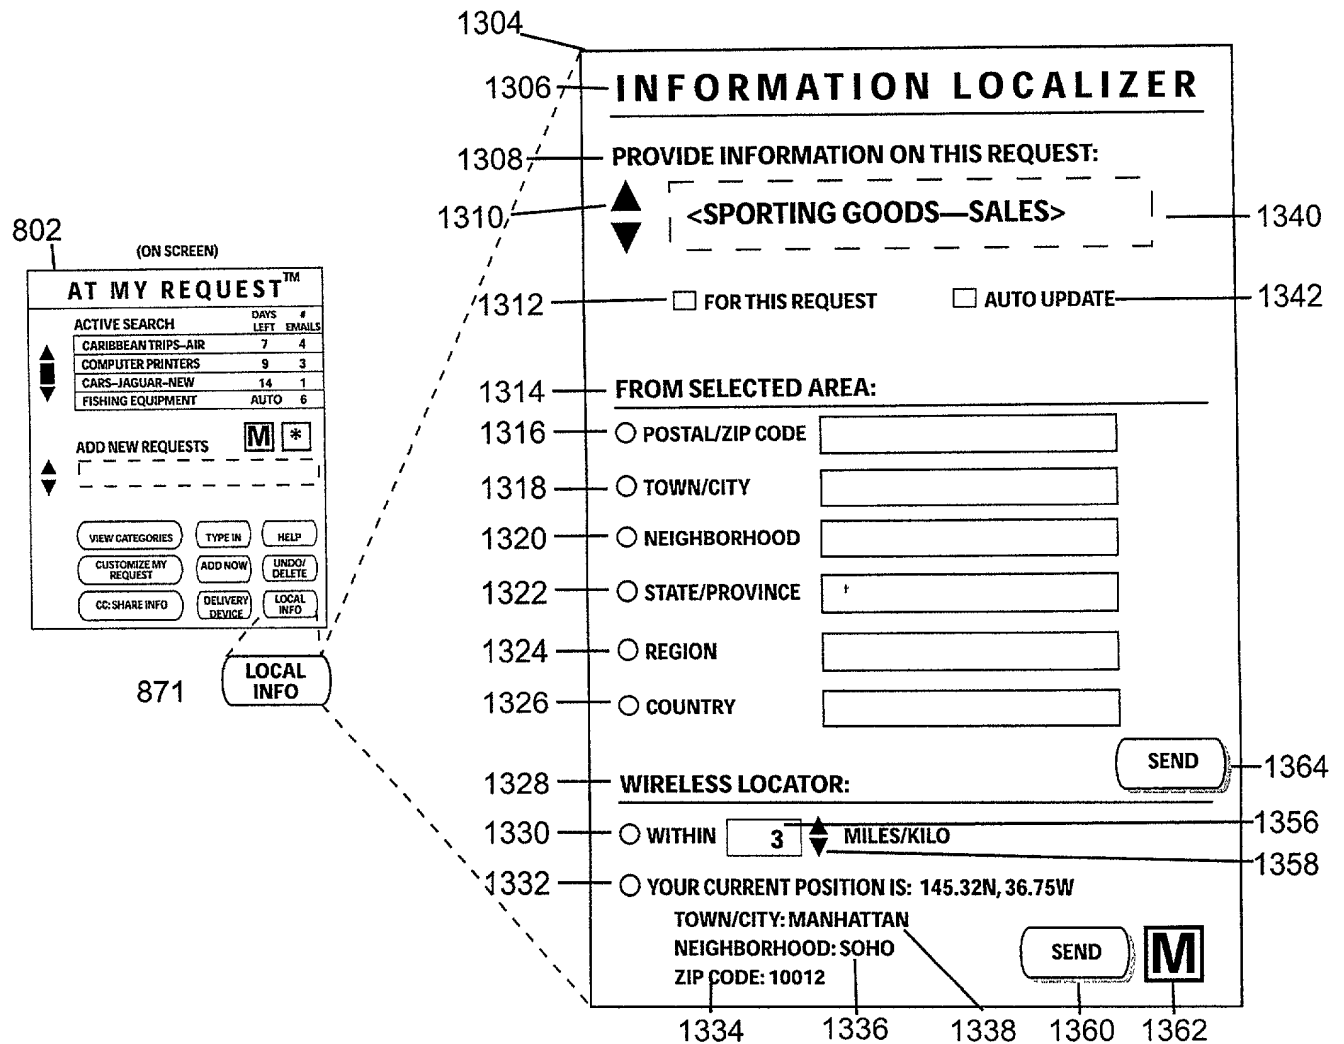 1304
1306 INFORMATION LOCALIZER
1308 PROVIDE INFORMATION ON THIS REQUEST:
1310 <SPORTING GOODS—SALES> 1340
1312 FOR THIS REQUEST AUTO UPDATE 1342
1314 FROM SELECTED AREA:
1316 POSTAL/ZIP CODE
1318 TOWN/CITY
1320 NEIGHBORHOOD
1322 STATE/PROVINCE
1324 REGION
1326 COUNTRY
SEND 1364
1328 WIRELESS LOCATOR:
1330 WITHIN 3 MILES/KILO 1356
1358
1332 YOUR CURRENT POSITION IS: 145.32N, 36.75W
TOWN/CITY: MANHATTAN
NEIGHBORHOOD: SOHO
ZIP CODE: 10012
SEND M
1334 1336 1338 1360 1362
802
(ON SCREEN)
AT MY REQUEST™
ACTIVE SEARCH DAYS LEFT # EMAILS
CARIBBEAN TRIPS–AIR 7 4
COMPUTER PRINTERS 9 3
CARS–JAGUAR–NEW 14 1
FISHING EQUIPMENT AUTO 6
ADD NEW REQUESTS M *
VIEW CATEGORIES TYPE IN HELP
CUSTOMIZE MY REQUEST ADD NOW UNDO/DELETE
CC: SHARE INFO DELIVERY DEVICE LOCAL INFO
871 LOCAL
INFO